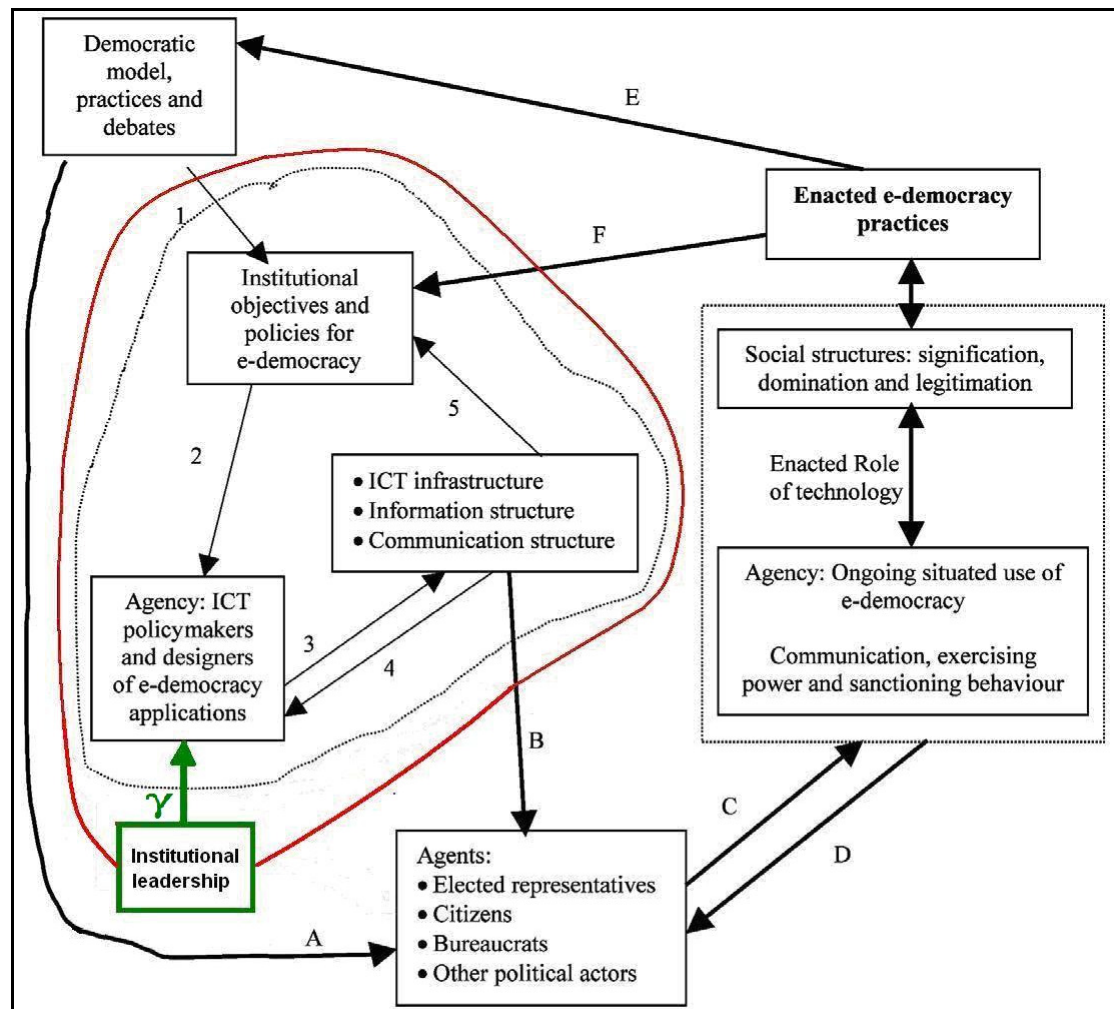 Democratic
model,
practices and
debates
E
Enacted e-democracy
practices
1
F
Institutional
objectives and
policies for
e-democracy
Social structures: signification,
domination and legitimation
5
2
Enacted Role
of technology
• ICT infrastructure
• Information structure
• Communication structure
Agency: ICT
policymakers
and designers
of e-democracy
applications
3
4
Agency: Ongoing situated use of
e-democracy
Communication, exercising
power and sanctioning behaviour
B
γ
C
Institutional
leadership
D
Agents:
• Elected representatives
• Citizens
• Bureaucrats
• Other political actors
A